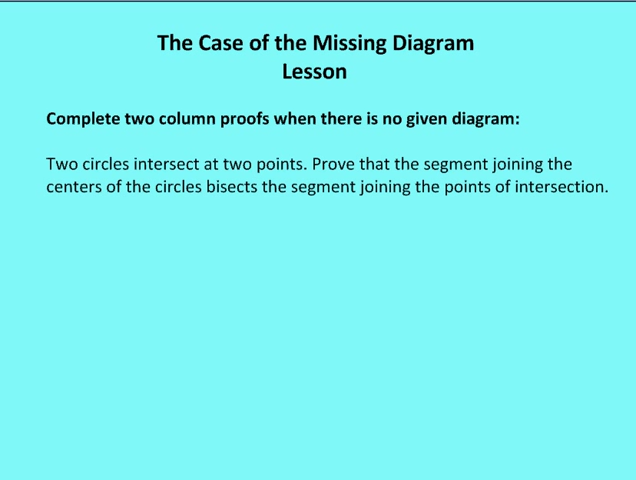 The Case of the Missing Diagram
Lesson
Complete two column proofs when there is no given diagram:
Two circles intersect at two points. Prove that the segment joining the
centers of the circles bisects the segment joining the points of intersection.